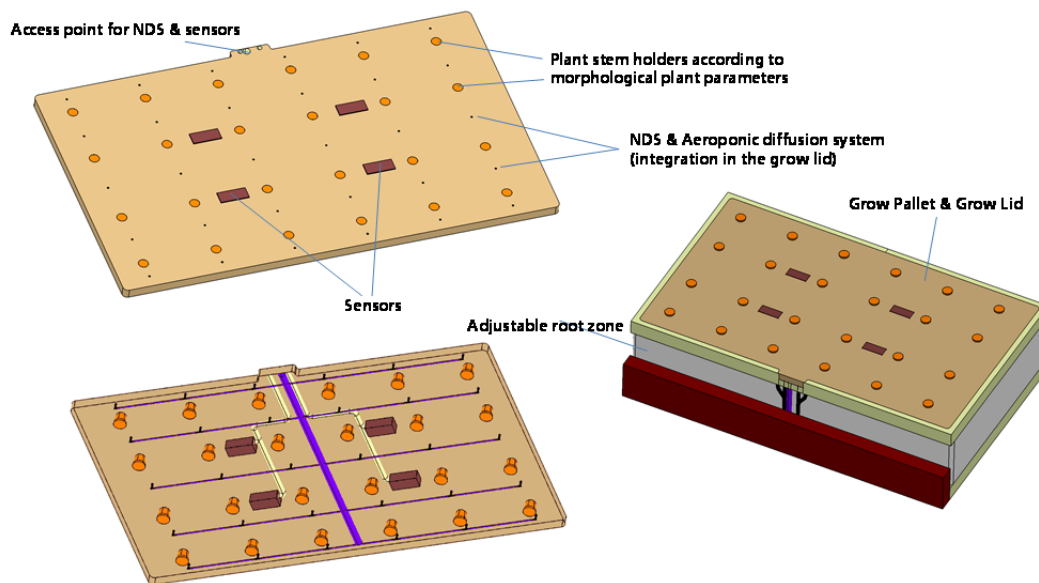 Access point for NDS & sensors
Plant stem holders according to
morphological plant parameters
NDS & Aeroponic diffusion system
(integration in the grow lid)
Grow Pallet & Grow Lid
Sensors
Adjustable root zone